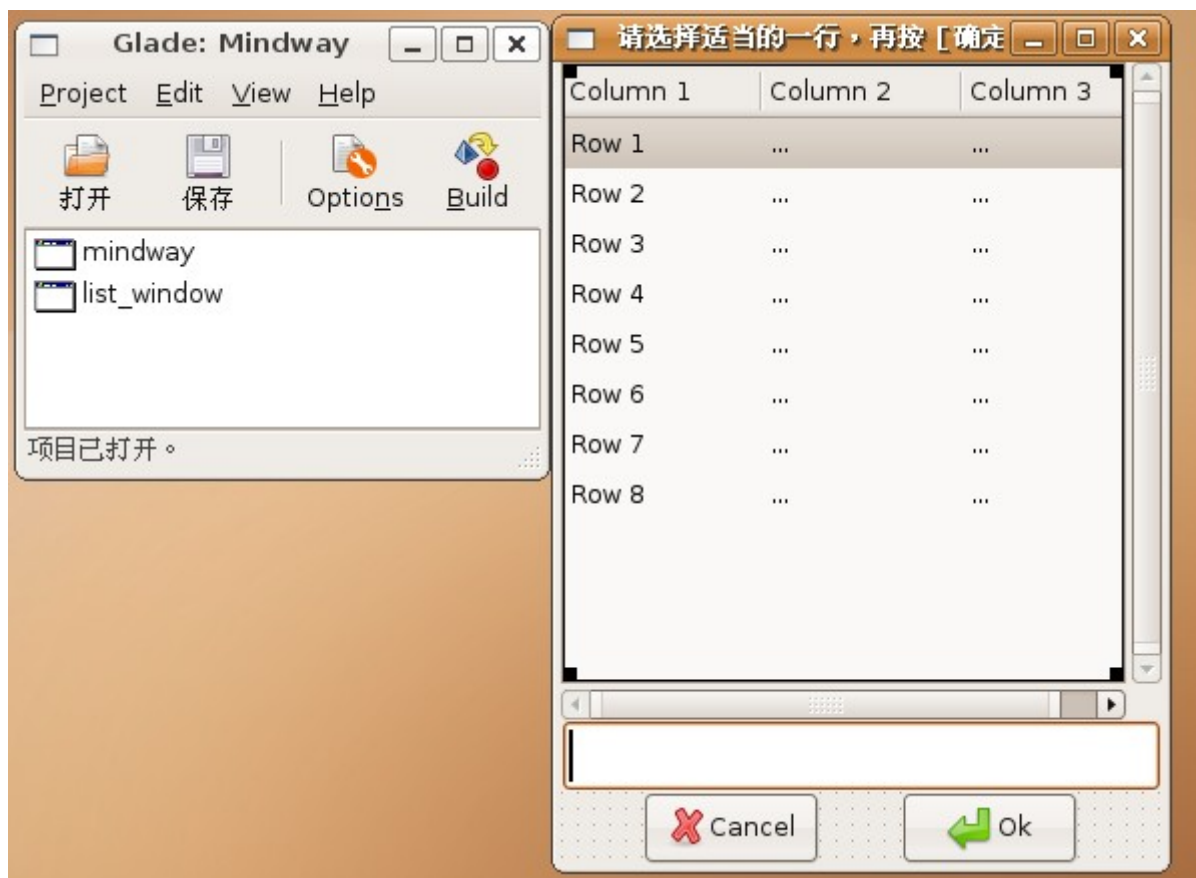 Glade: Mindway
Project Edit View Help
打开 保存 Options Build
mindway
list_window
项目已打开。
请选择适当的一行，再按 [确定
Column 1 Column 2 Column 3
Row 1 ... ...
Row 2 ... ...
Row 3 ... ...
Row 4 ... ...
Row 5 ... ...
Row 6 ... ...
Row 7 ... ...
Row 8 ... ...
Cancel Ok